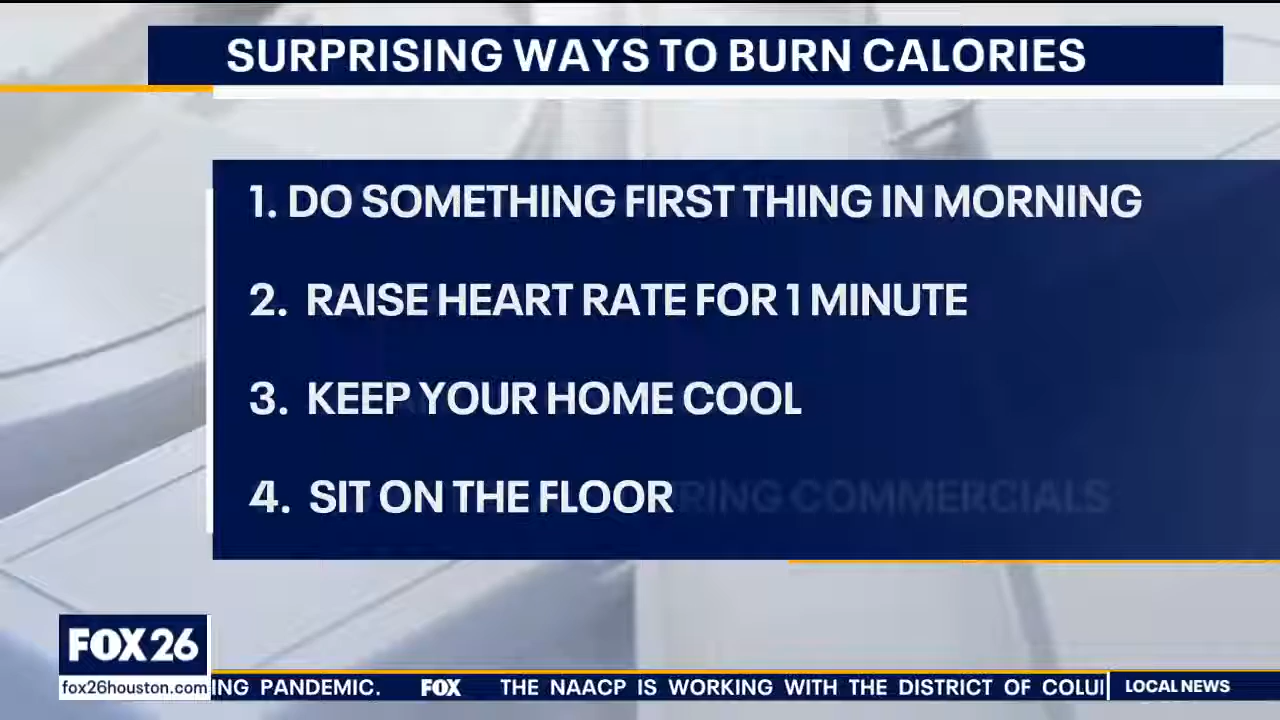 SURPRISING WAYS TO BURN CALORIES
1. DO SOMETHING FIRST THING IN MORNING
2. RAISE HEART RATE FOR 1 MINUTE
3. KEEP YOUR HOME COOL
4. SIT ON THE FLOOR
COMMERCIALS
FOX 26
fox26houston.com
ING PANDEMIC. FOX THE NAACP IS WORKING WITH THE DISTRICT OF COLU
LOCAL NEWS